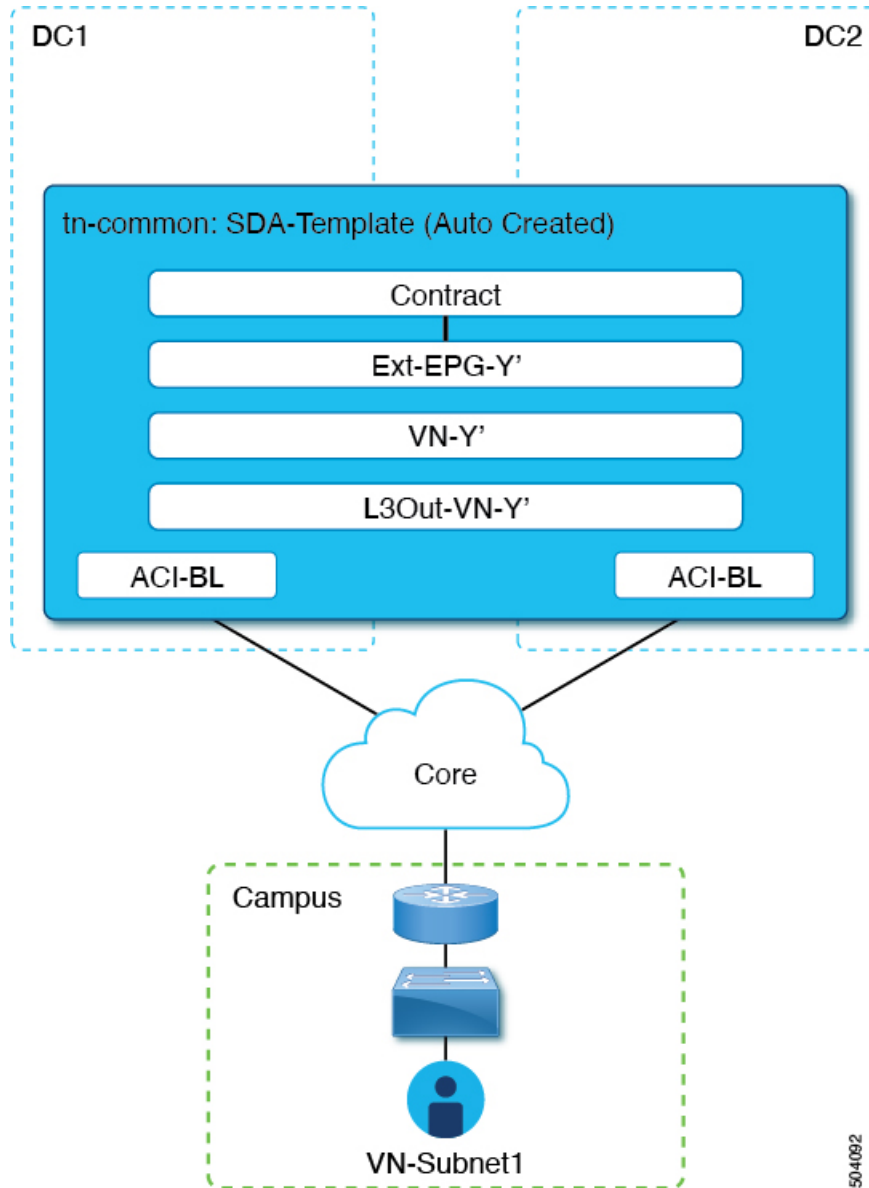 DC1
DC2
tn-common: SDA-Template (Auto Created)
Contract
Ext-EPG-Y’
VN-Y’
L3Out-VN-Y’
ACI-BL
ACI-BL
Core
Campus
VN-Subnet1
504092